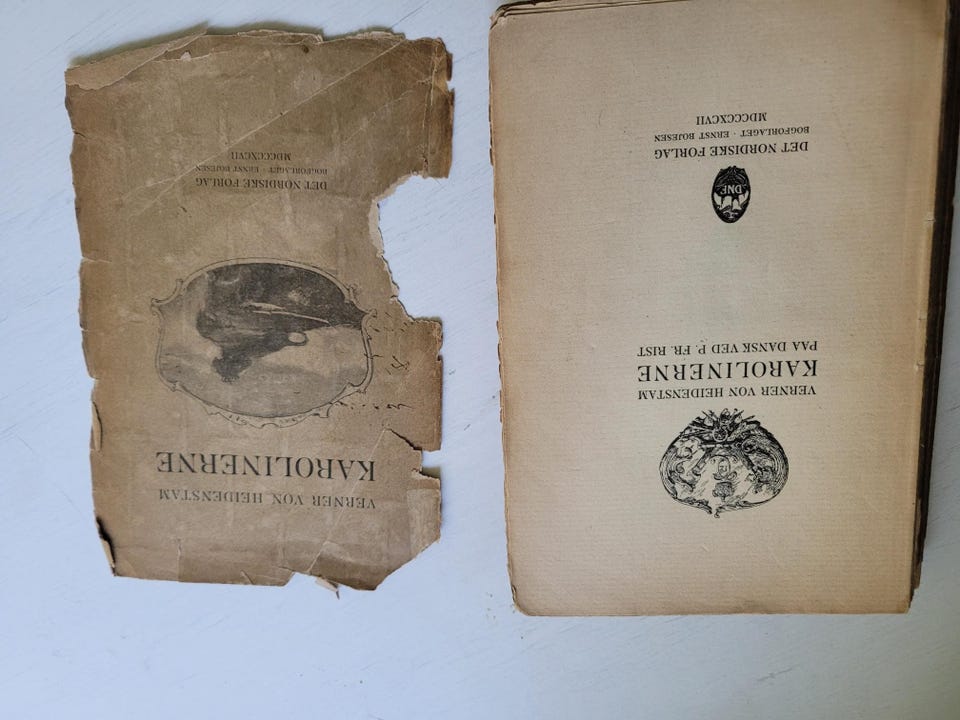 VERNER VON HEIDENSTAM
KAROLINERNE
DET NORDISKE FORLAG
BOGFORLAGET · ERNST BOJESEN
MDCCCXCVII
VERNER VON HEIDENSTAM
KAROLINERNE
PAA DANSK VED P. FR. RIST
DNF
DET NORDISKE FORLAG
BOGFORLAGET · ERNST BOJESEN
MDCCCXCVII